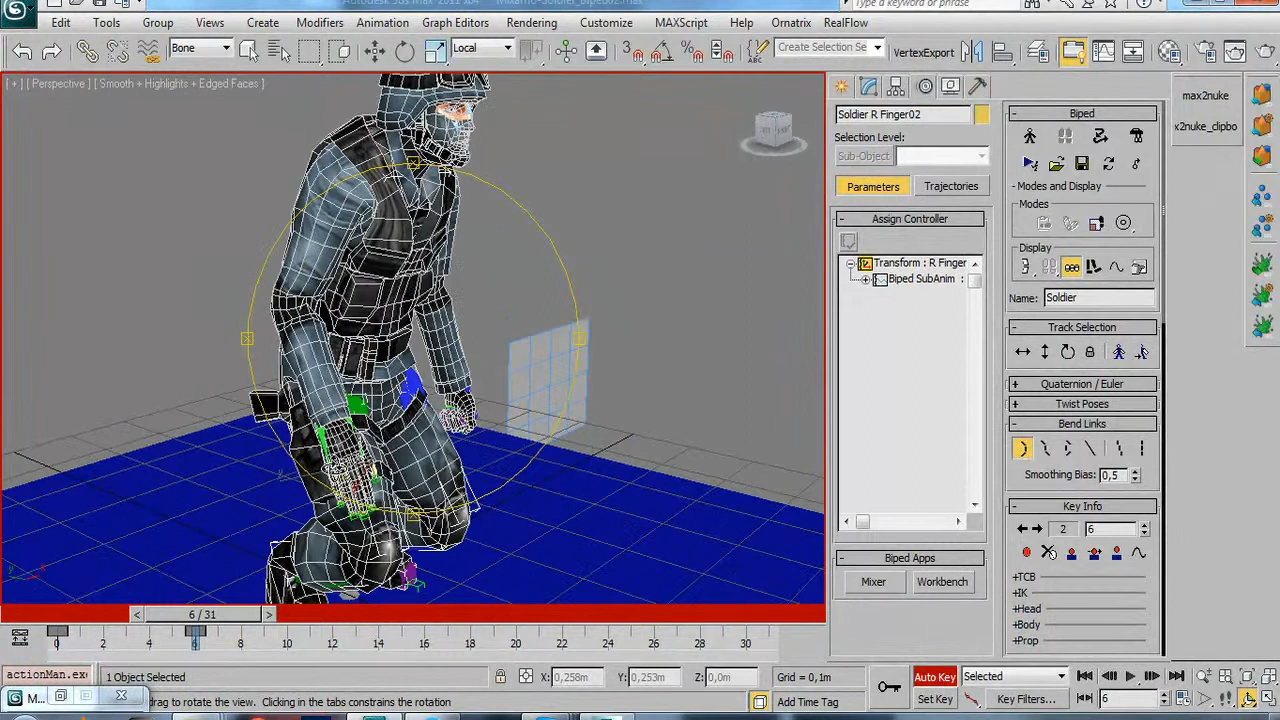 Edit Tools Group Views Create Modifiers Animation Graph Editors Rendering Customize MAXScript Help Ornatrix RealFlow
Type a keyword or phrase
Bone
Local
Create Selection Se
VertexExport
[ + ] [ Perspective ] [ Smooth + Highlights + Edged Faces ]
Soldier R Finger02
Selection Level:
Sub-Object
Parameters
Trajectories
Assign Controller
Transform : R Finger
Biped SubAnim :
Biped Apps
Mixer
Workbench
Biped
Modes and Display
Modes
Display
Name: Soldier
Track Selection
Quaternion / Euler
Twist Poses
Bend Links
Smoothing Bias: 0,5
Key Info
2
6
+TCB
+IK
+Head
+Body
+Prop
max2nuke
x2nuke_clipbo
6 / 31
0 2 4 6 8 10 12 14 16 18 20 22 24 26 28 30
actionMan.ex
1 Object Selected
X: 0,258m
Y: 0,253m
Z: 0,0m
Grid = 0,1m
Auto Key
Selected
M...
drag to rotate the view. Clicking in the tabs constrains the rotation
Add Time Tag
Set Key
Key Filters...
6